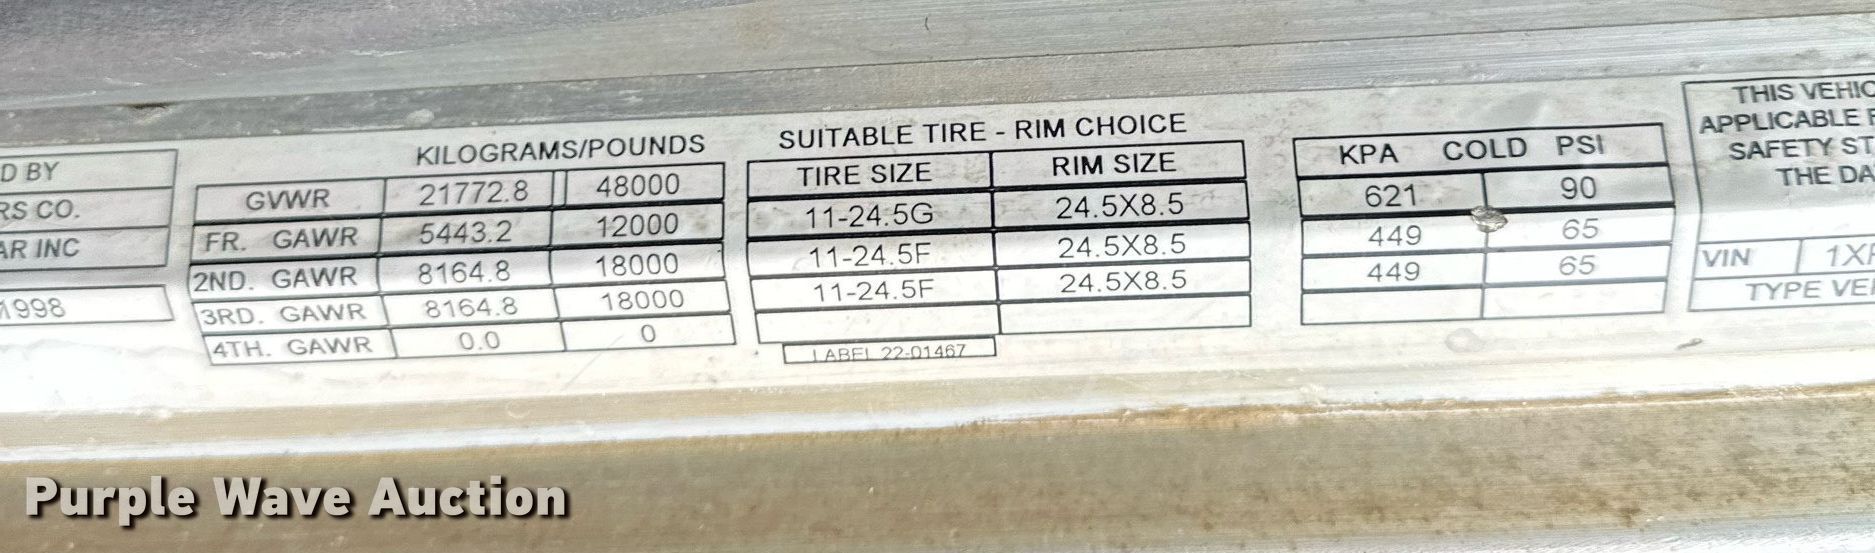 D BY
RS CO.
AR INC
1998
KILOGRAMS/POUNDS
GVWR 21772.8 48000
FR. GAWR 5443.2 12000
2ND. GAWR 8164.8 18000
3RD. GAWR 8164.8 18000
4TH. GAWR 0.0 0
SUITABLE TIRE - RIM CHOICE
TIRE SIZE RIM SIZE
11-24.5G 24.5X8.5
11-24.5F 24.5X8.5
11-24.5F 24.5X8.5
LABEL 22-01467
KPA COLD PSI
621 90
449 65
449 65
THIS VEHIC
APPLICABLE F
SAFETY ST
THE DA
VIN 1XP
TYPE VE
Purple Wave Auction